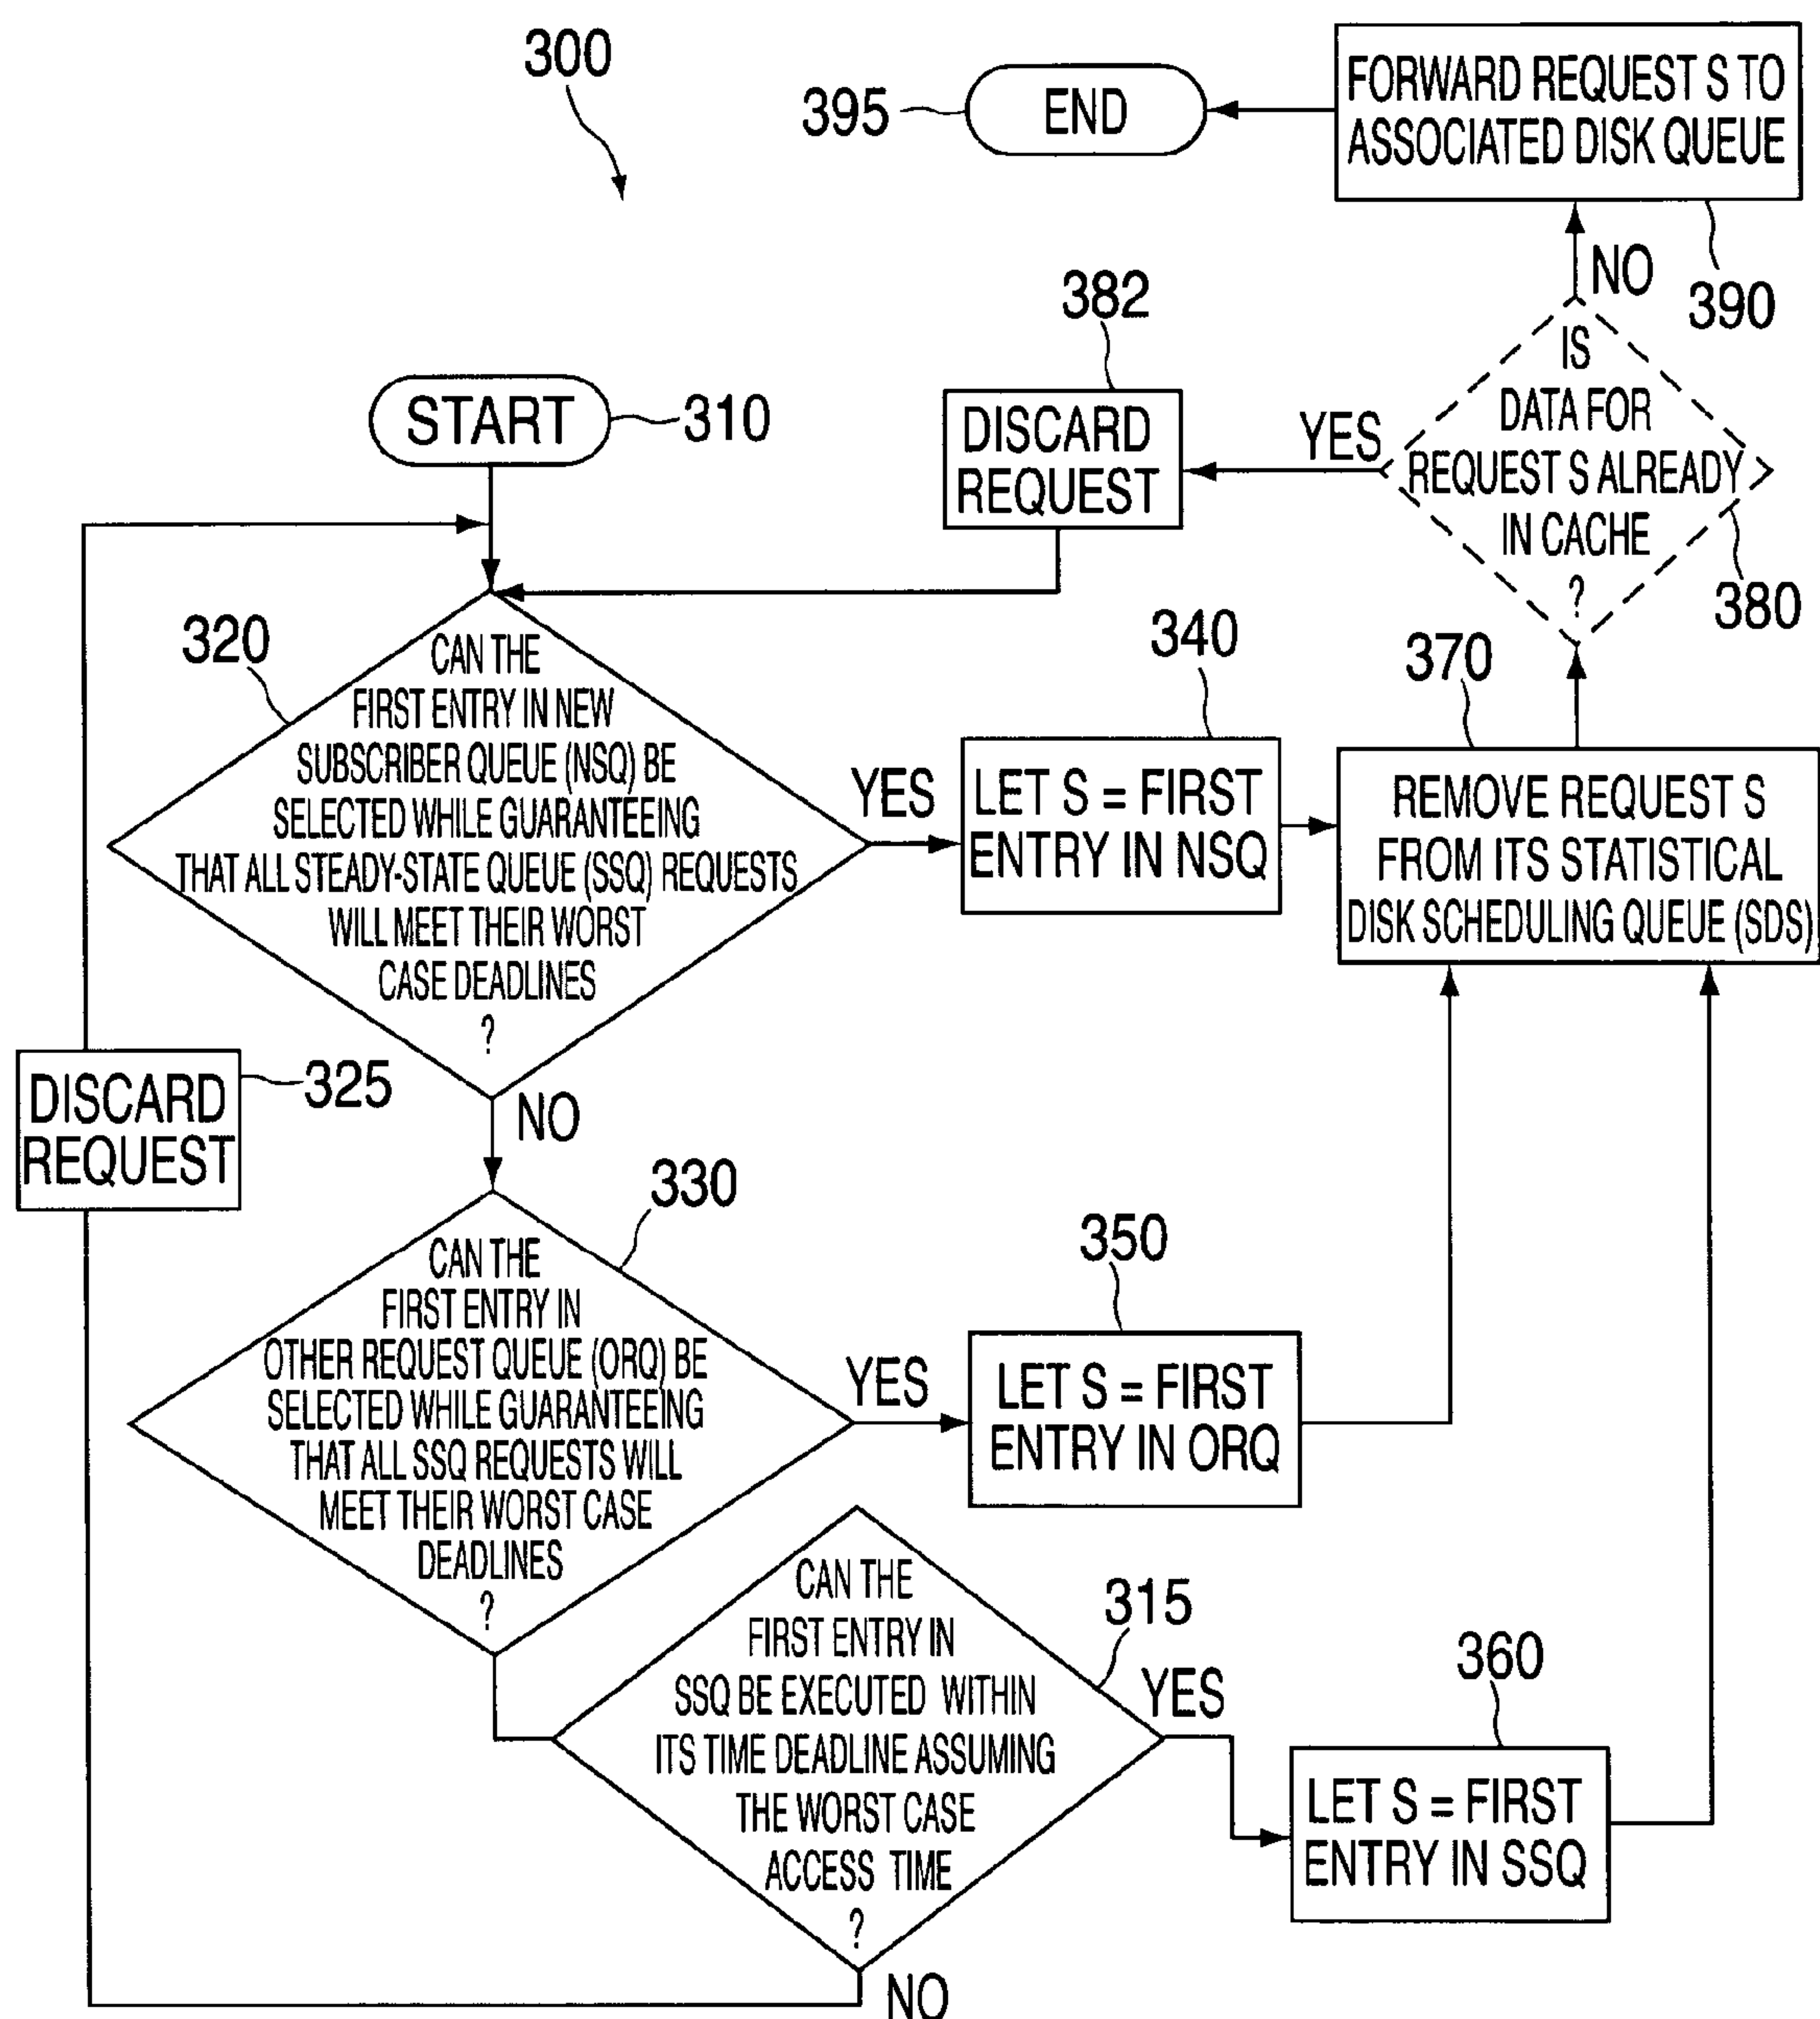 300
395
END
FORWARD REQUEST S TO
ASSOCIATED DISK QUEUE
390
NO
382
DISCARD
REQUEST
YES
IS
DATA FOR
REQUEST S ALREADY
IN CACHE
?
380
START
310
320
CAN THE
FIRST ENTRY IN NEW
SUBSCRIBER QUEUE (NSQ) BE
SELECTED WHILE GUARANTEEING
THAT ALL STEADY-STATE QUEUE (SSQ) REQUESTS
WILL MEET THEIR WORST
CASE DEADLINES
?
YES
340
LET S = FIRST
ENTRY IN NSQ
370
REMOVE REQUEST S
FROM ITS STATISTICAL
DISK SCHEDULING QUEUE (SDS)
DISCARD
REQUEST
325
NO
330
CAN THE
FIRST ENTRY IN
OTHER REQUEST QUEUE (ORQ) BE
SELECTED WHILE GUARANTEEING
THAT ALL SSQ REQUESTS WILL
MEET THEIR WORST CASE
DEADLINES
?
YES
350
LET S = FIRST
ENTRY IN ORQ
CAN THE
FIRST ENTRY IN
SSQ BE EXECUTED WITHIN
ITS TIME DEADLINE ASSUMING
THE WORST CASE
ACCESS TIME
?
315
YES
360
LET S = FIRST
ENTRY IN SSQ
NO